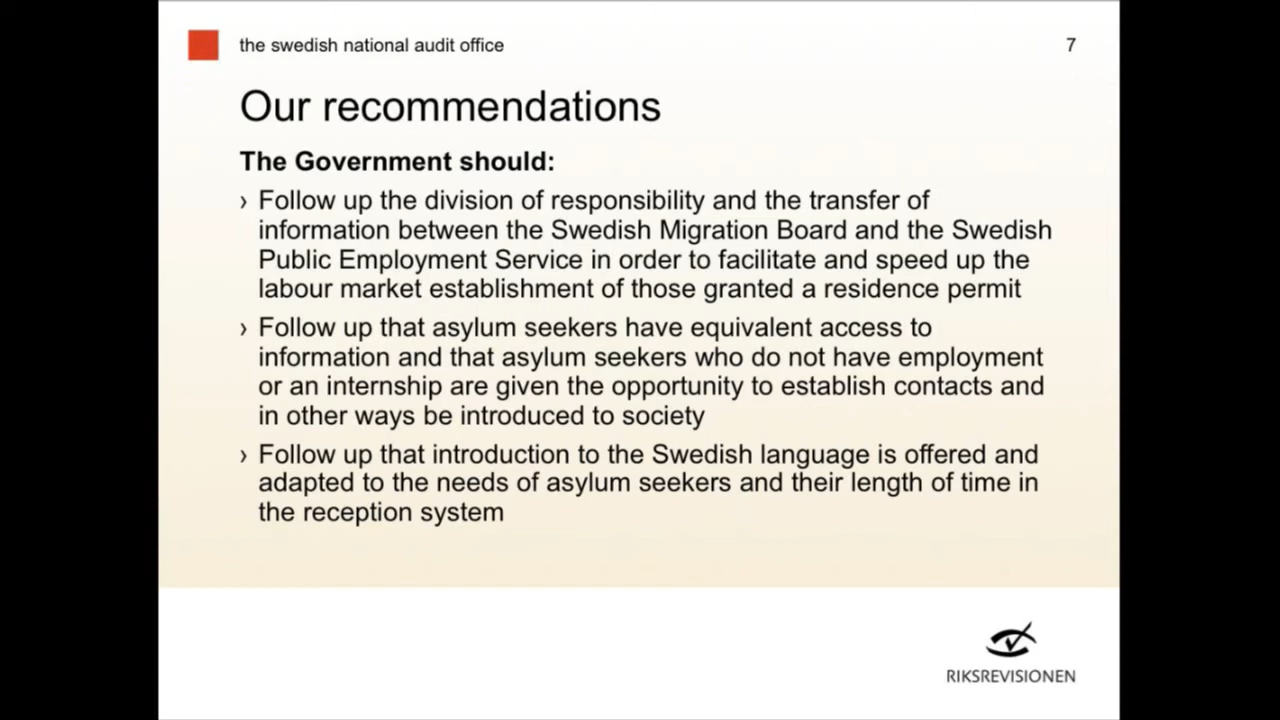 the swedish national audit office
7
Our recommendations
The Government should:
› Follow up the division of responsibility and the transfer of
information between the Swedish Migration Board and the Swedish
Public Employment Service in order to facilitate and speed up the
labour market establishment of those granted a residence permit
› Follow up that asylum seekers have equivalent access to
information and that asylum seekers who do not have employment
or an internship are given the opportunity to establish contacts and
in other ways be introduced to society
› Follow up that introduction to the Swedish language is offered and
adapted to the needs of asylum seekers and their length of time in
the reception system
RIKSREVISIONEN